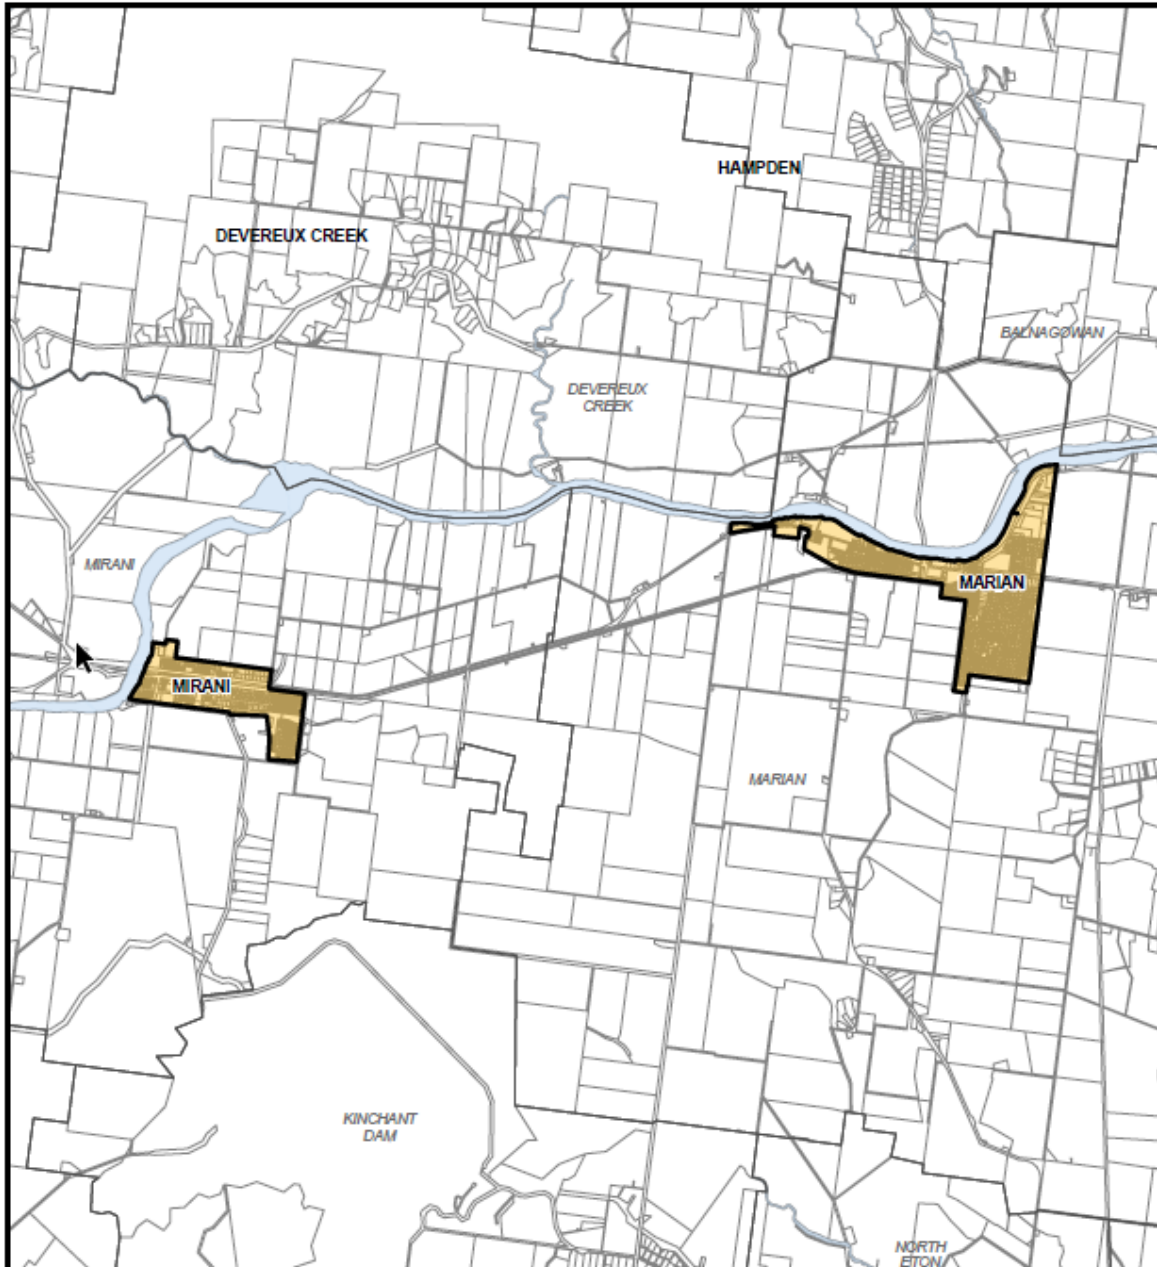 HAMPDEN
DEVEREUX CREEK
BALNAGOWAN
DEVEREUX
CREEK
MIRANI
MARIAN
MIRANI
MARIAN
KINCHANT
DAM
NORTH
ETON